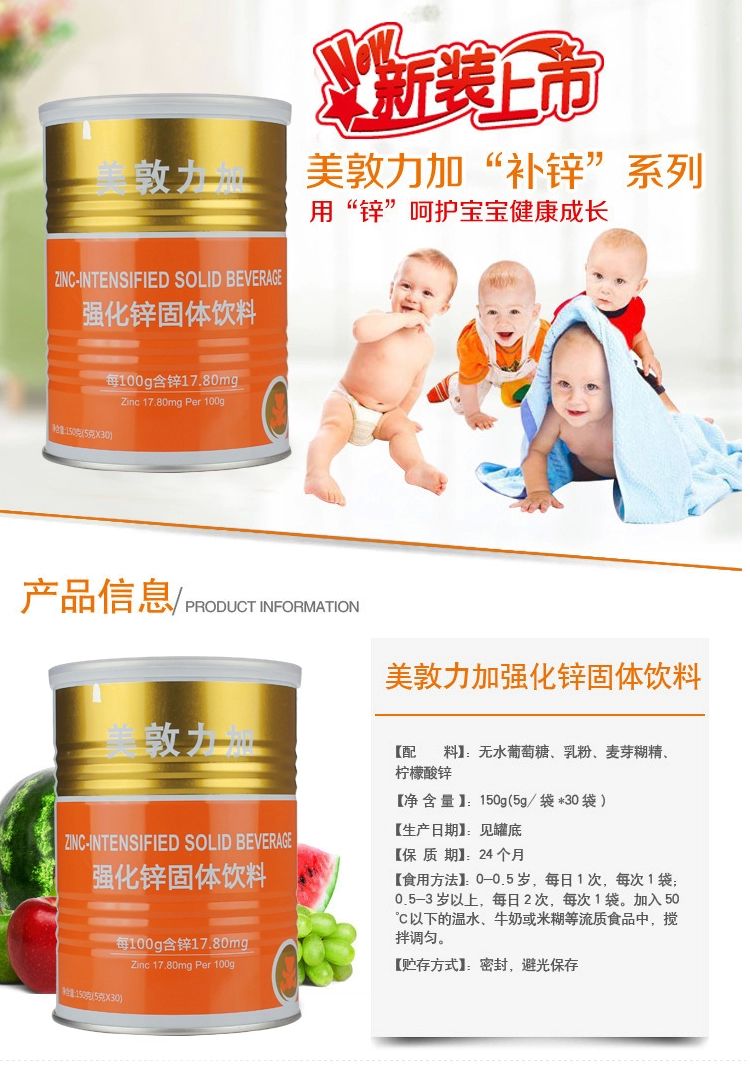 New
新装上市
美敦力加“补锌”系列
用“锌”呵护宝宝健康成长
美敦力加
ZINC-INTENSIFIED SOLID BEVERAGE
强化锌固体饮料
每100g含锌17.80mg
Zinc 17.80mg Per 100g
净含量:150克(5克X30)
产品信息/ PRODUCT INFORMATION
美敦力加
ZINC-INTENSIFIED SOLID BEVERAGE
强化锌固体饮料
每100g含锌17.80mg
Zinc 17.80mg Per 100g
净含量:150克(5克X30)
美敦力加强化锌固体饮料
【配 料】：无水葡萄糖、乳粉、麦芽糊精、
柠檬酸锌
【净 含 量 】：150g(5g/ 袋 *30 袋 )
【生产日期】：见罐底
【保 质 期】：24 个月
【食用方法】：0—0.5 岁，每日 1 次，每次 1 袋；
0.5—3 岁以上，每日 2 次，每次 1 袋。加入 50
℃以下的温水、牛奶或米糊等流质食品中，搅
拌调匀。
【贮存方式】：密封，避光保存